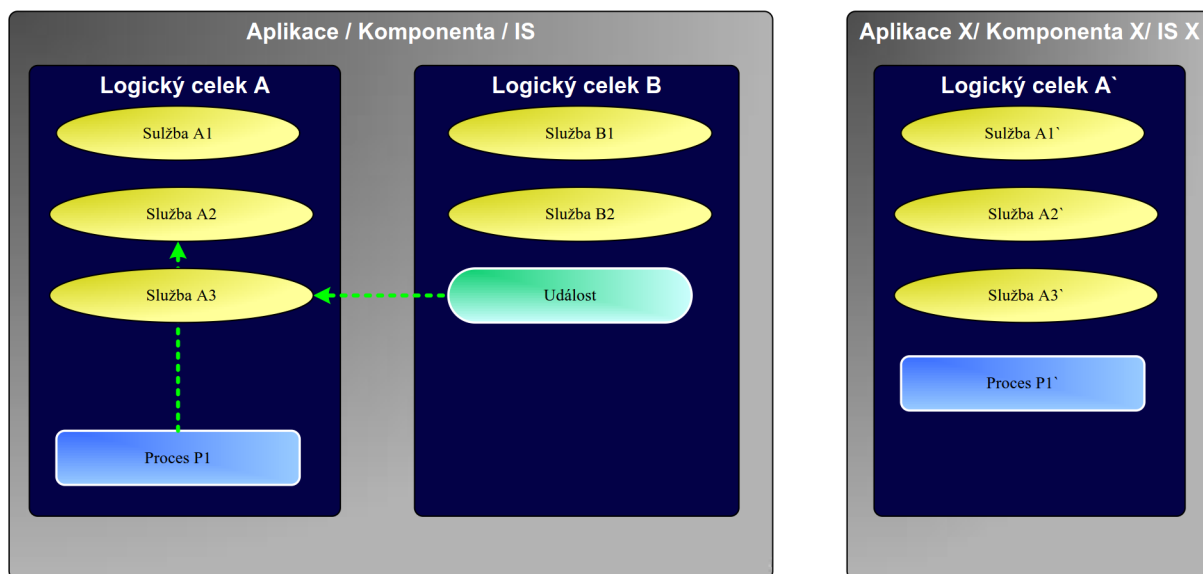 Aplikace / Komponenta / IS
Logický celek A
Sulžba A1
Služba A2
Služba A3
Proces P1
Logický celek B
Služba B1
Služba B2
Událost
Aplikace X/ Komponenta X/ IS X
Logický celek A`
Sulžba A1`
Služba A2`
Služba A3`
Proces P1`